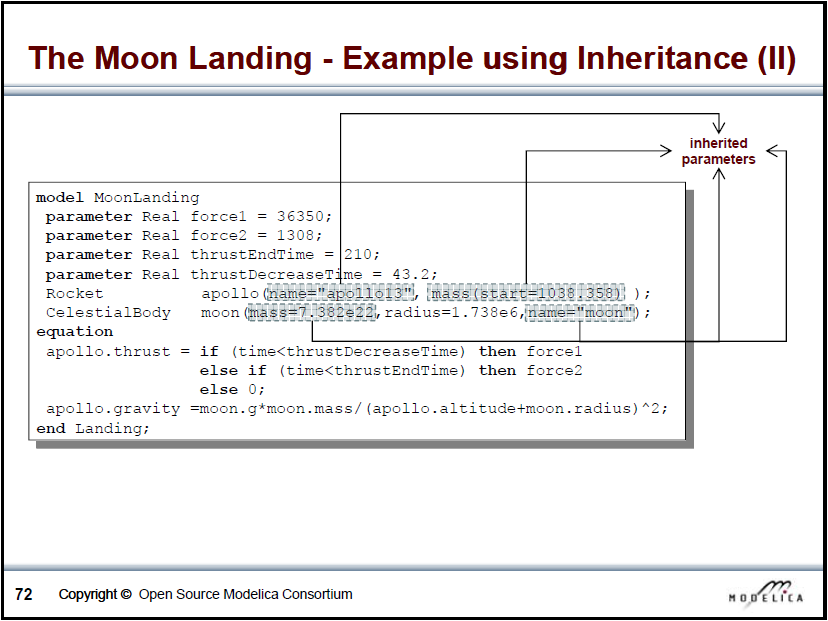 The Moon Landing - Example using Inheritance (II)
inherited
parameters
model MoonLanding
parameter Real force1 = 36350;
parameter Real force2 = 1308;
parameter Real thrustEndTime = 210;
parameter Real thrustDecreaseTime = 43.2;
Rocket apollo(name="apollo13", mass(start=1038.358) );
CelestialBody moon(mass=7.382e22,radius=1.738e6,name="moon");
equation
apollo.thrust = if (time<thrustDecreaseTime) then force1
else if (time<thrustEndTime) then force2
else 0;
apollo.gravity =moon.g*moon.mass/(apollo.altitude+moon.radius)^2;
end Landing;
72 Copyright © Open Source Modelica Consortium
MODELICA